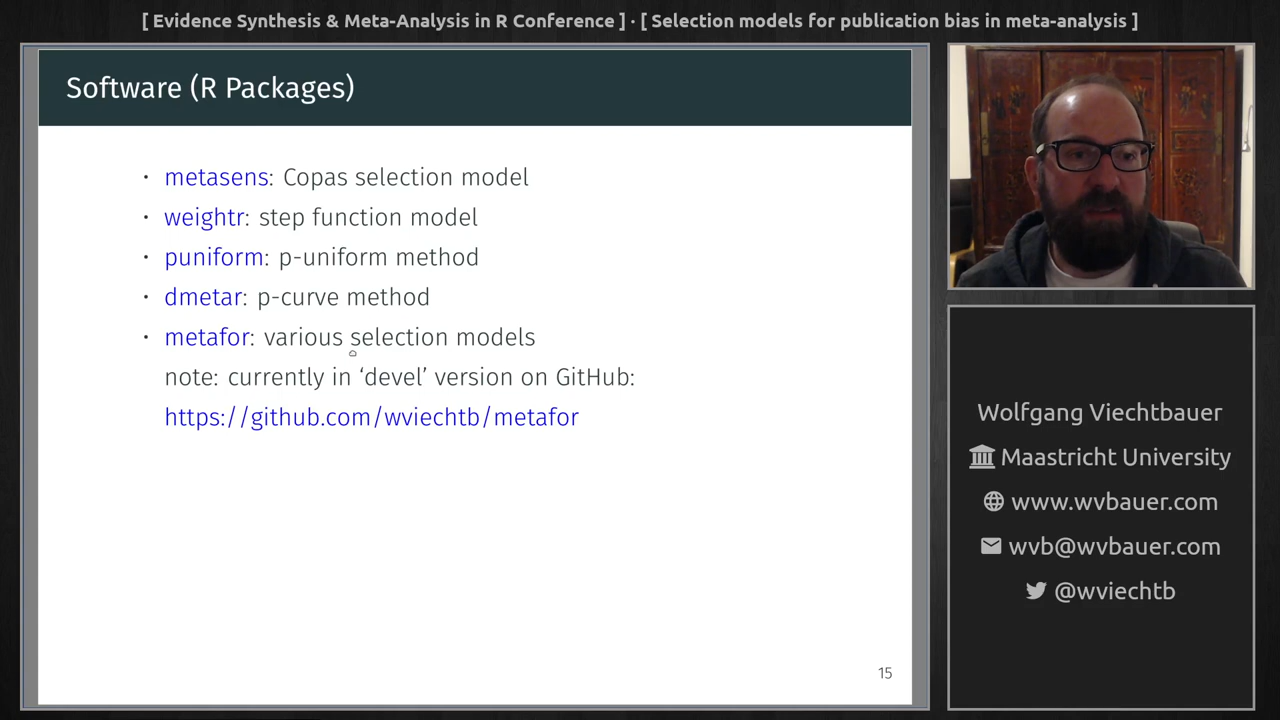 [ Evidence Synthesis & Meta-Analysis in R Conference ] · [ Selection models for publication bias in meta-analysis ]
Software (R Packages)
· metasens: Copas selection model
· weightr: step function model
· puniform: p-uniform method
· dmetar: p-curve method
· metafor: various selection models
note: currently in ‘devel’ version on GitHub:
https://github.com/wviechtb/metafor
15
Wolfgang Viechtbauer
Maastricht University
www.wvbauer.com
wvb@wvbauer.com
@wviechtb